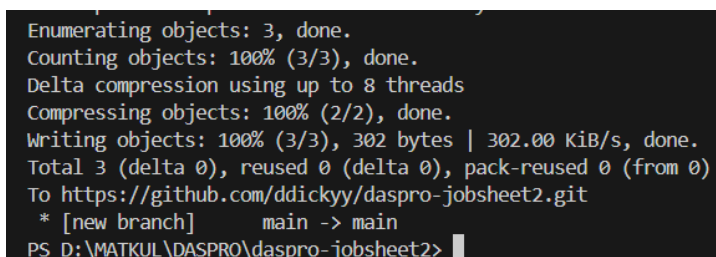 Enumerating objects: 3, done.
Counting objects: 100% (3/3), done.
Delta compression using up to 8 threads
Compressing objects: 100% (2/2), done.
Writing objects: 100% (3/3), 302 bytes | 302.00 KiB/s, done.
Total 3 (delta 0), reused 0 (delta 0), pack-reused 0 (from 0)
To https://github.com/ddickyy/daspro-jobsheet2.git
 * [new branch]      main -> main
PS D:\MATKUL\DASPRO\daspro-jobsheet2>